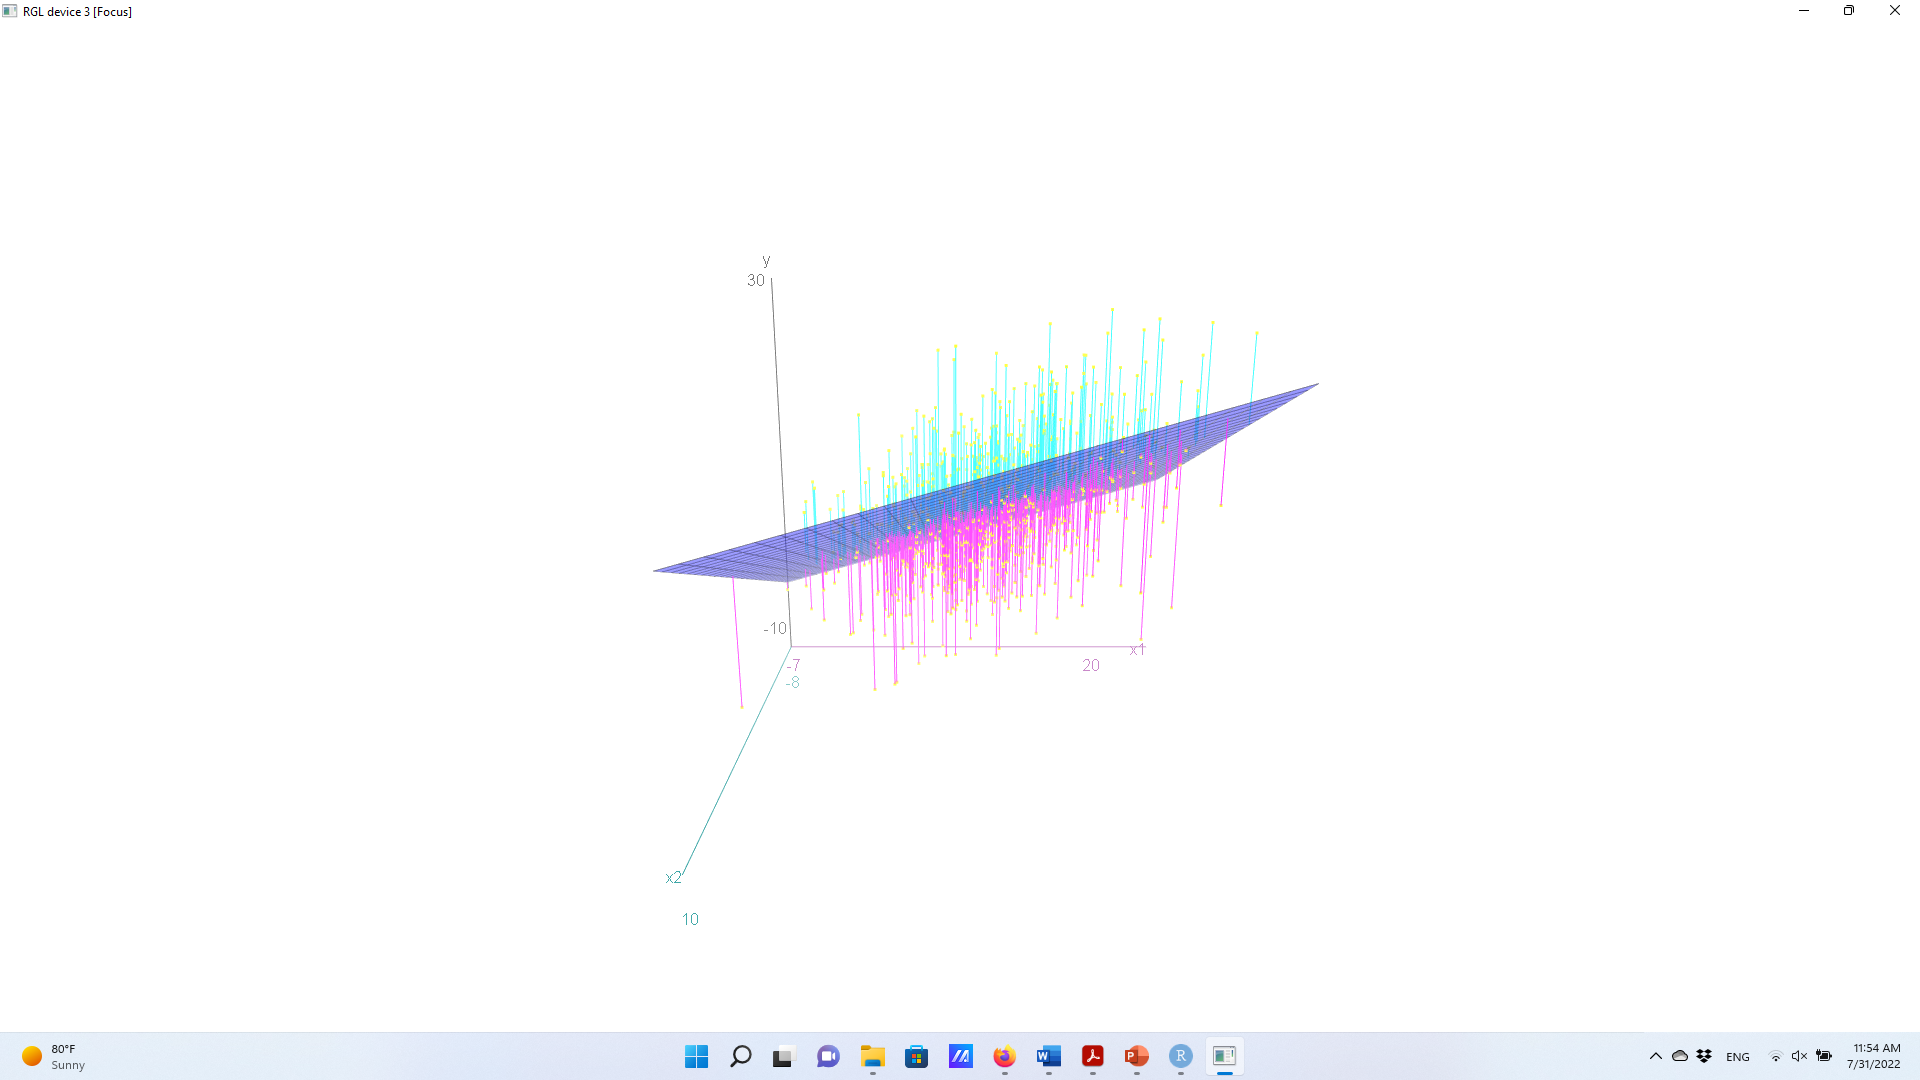 RGL device 3 [Focus]
y
30
-10
-7
20
x1
-8
x2
10
80°F
Sunny
W
P
R
ENG
11:54 AM
7/31/2022